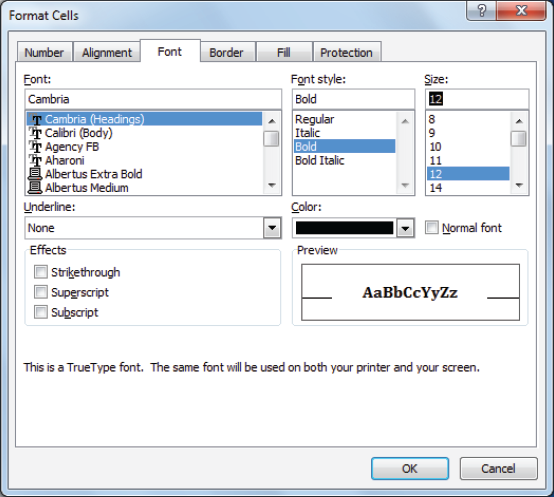 Format Cells
Number Alignment Font Border Fill Protection
Font: Font style: Size:
Cambria Bold 12
Cambria (Headings) Regular 8
Calibri (Body) Italic 9
Agency FB Bold 10
Aharoni Bold Italic 11
Albertus Extra Bold 12
Albertus Medium 14
Underline: Color:
None Normal font
Effects Preview
Strikethrough
Superscript AaBbCcYyZz
Subscript
This is a TrueType font. The same font will be used on both your printer and your screen.
OK Cancel